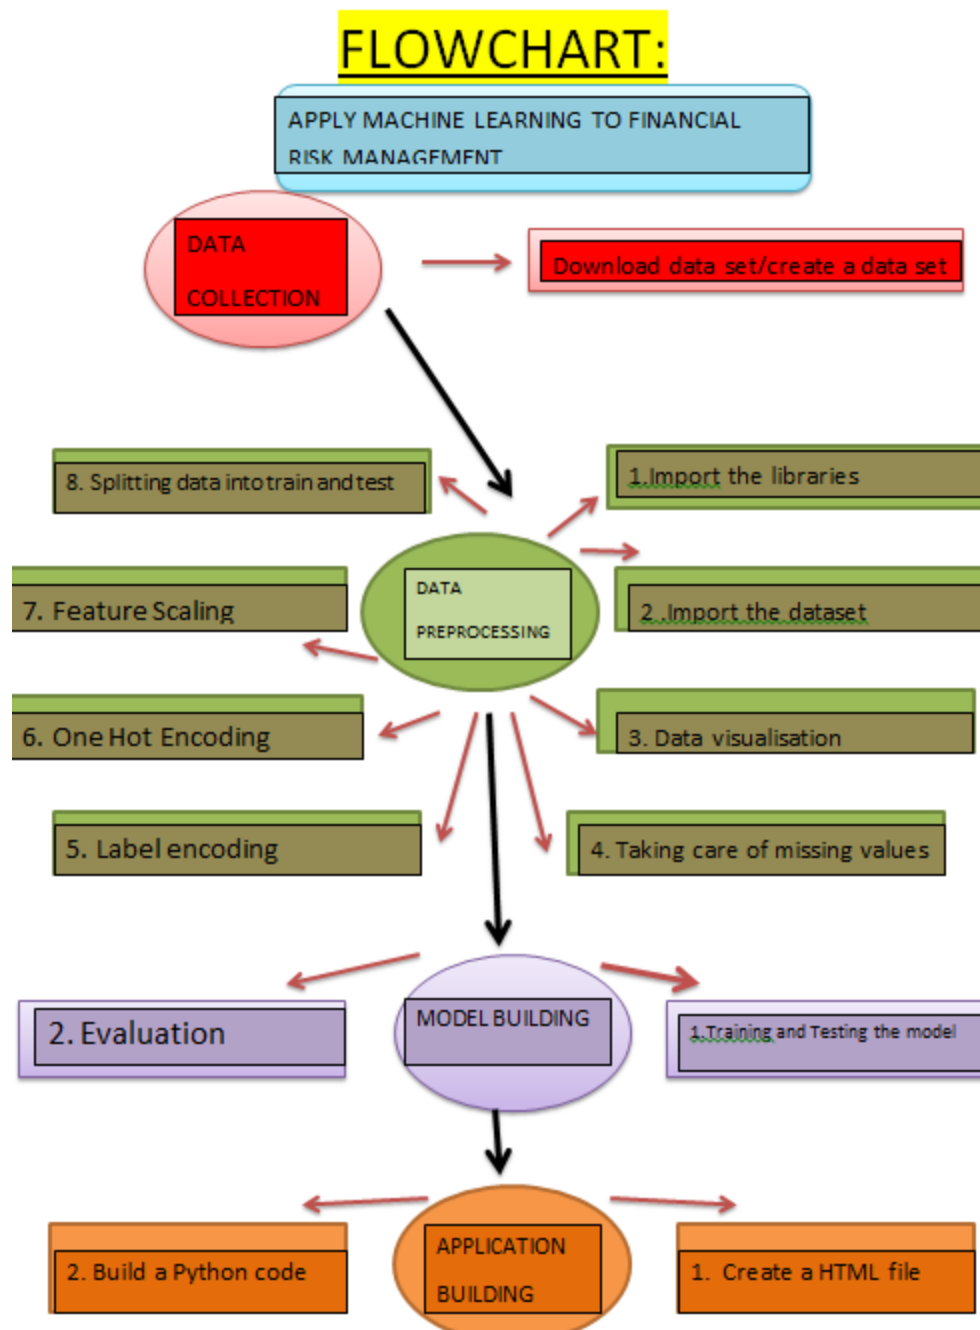 FLOWCHART:
APPLY MACHINE LEARNING TO FINANCIAL
RISK MANAGEMENT
DATA
COLLECTION
Download data set/create a data set
8. Splitting data into train and test
1.Import the libraries
7. Feature Scaling
DATA
PREPROCESSING
2 .Import the dataset
6. One Hot Encoding
3. Data visualisation
5. Label encoding
4. Taking care of missing values
2. Evaluation
MODEL BUILDING
1.Training and Testing the model
2. Build a Python code
APPLICATION
BUILDING
1. Create a HTML file